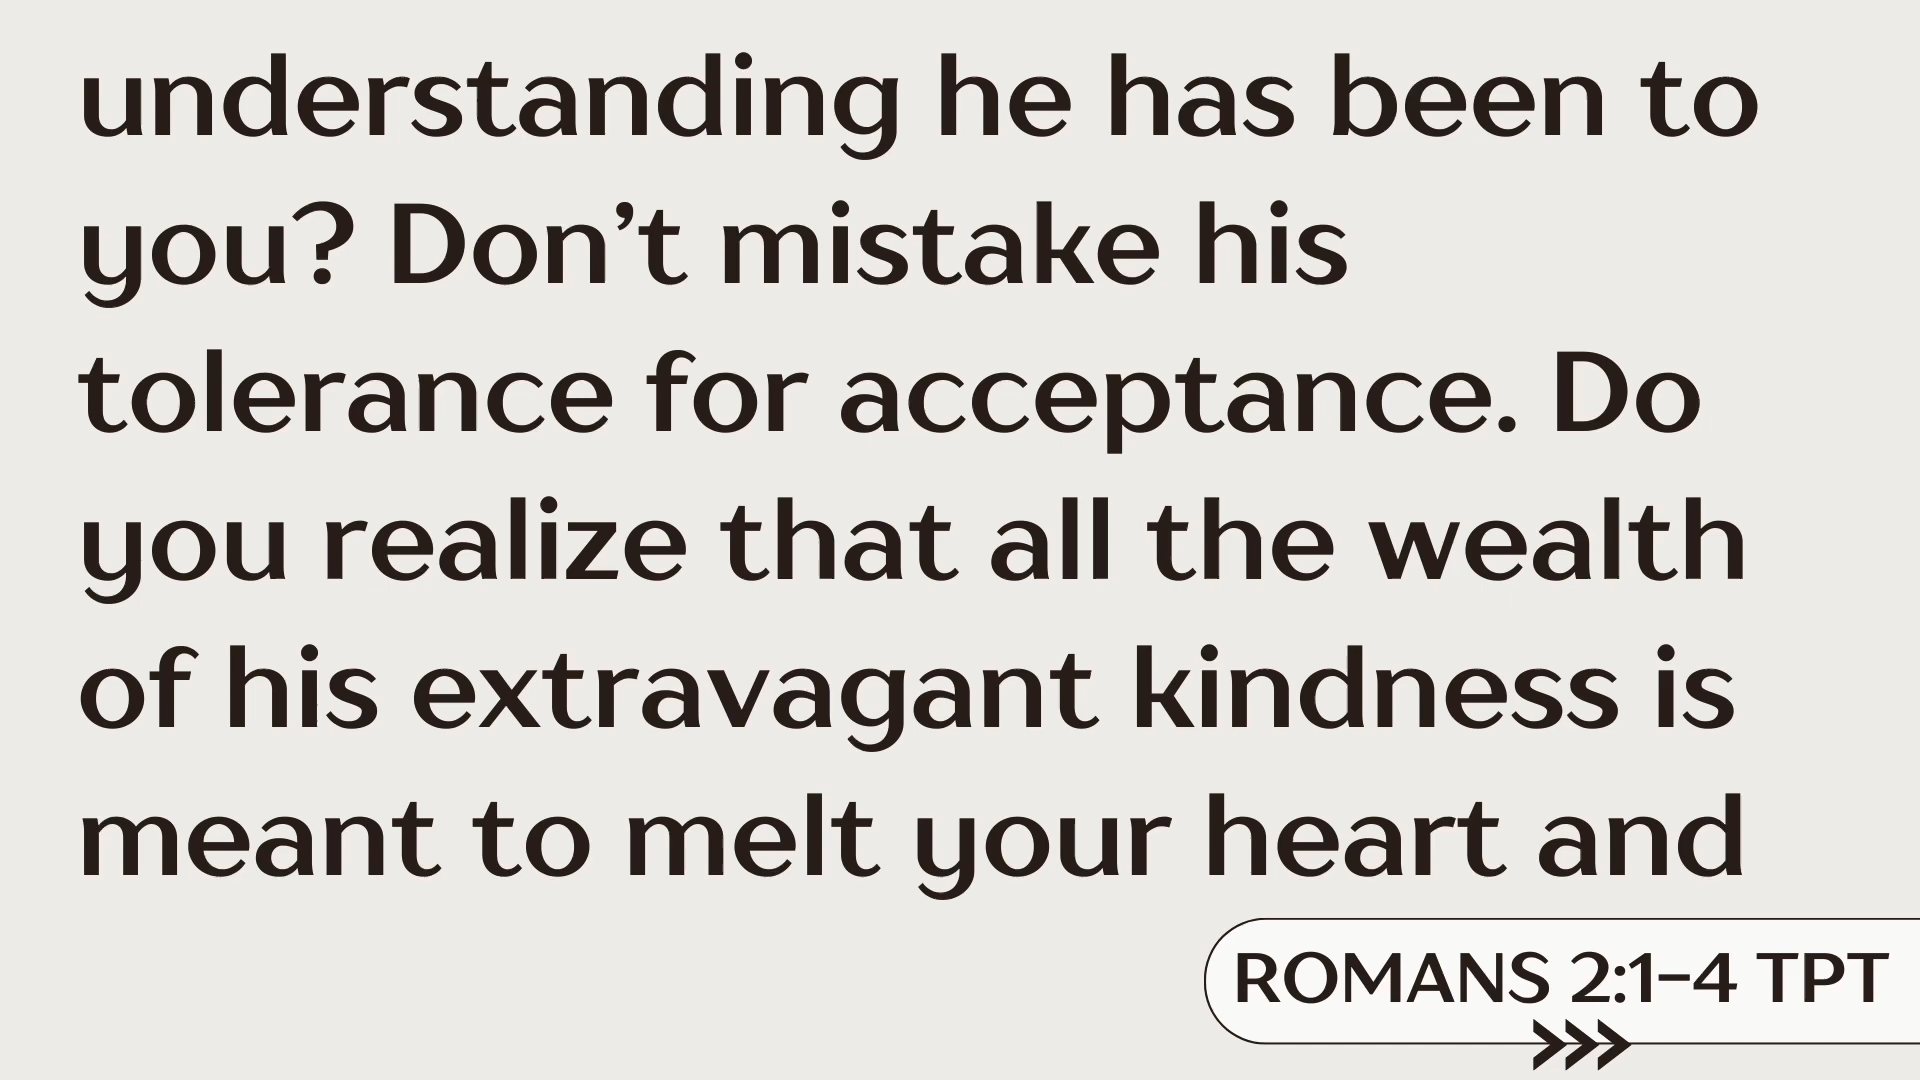 understanding he has been to
you? Don’t mistake his
tolerance for acceptance. Do
you realize that all the wealth
of his extravagant kindness is
meant to melt your heart and
ROMANS 2:1–4 TPT